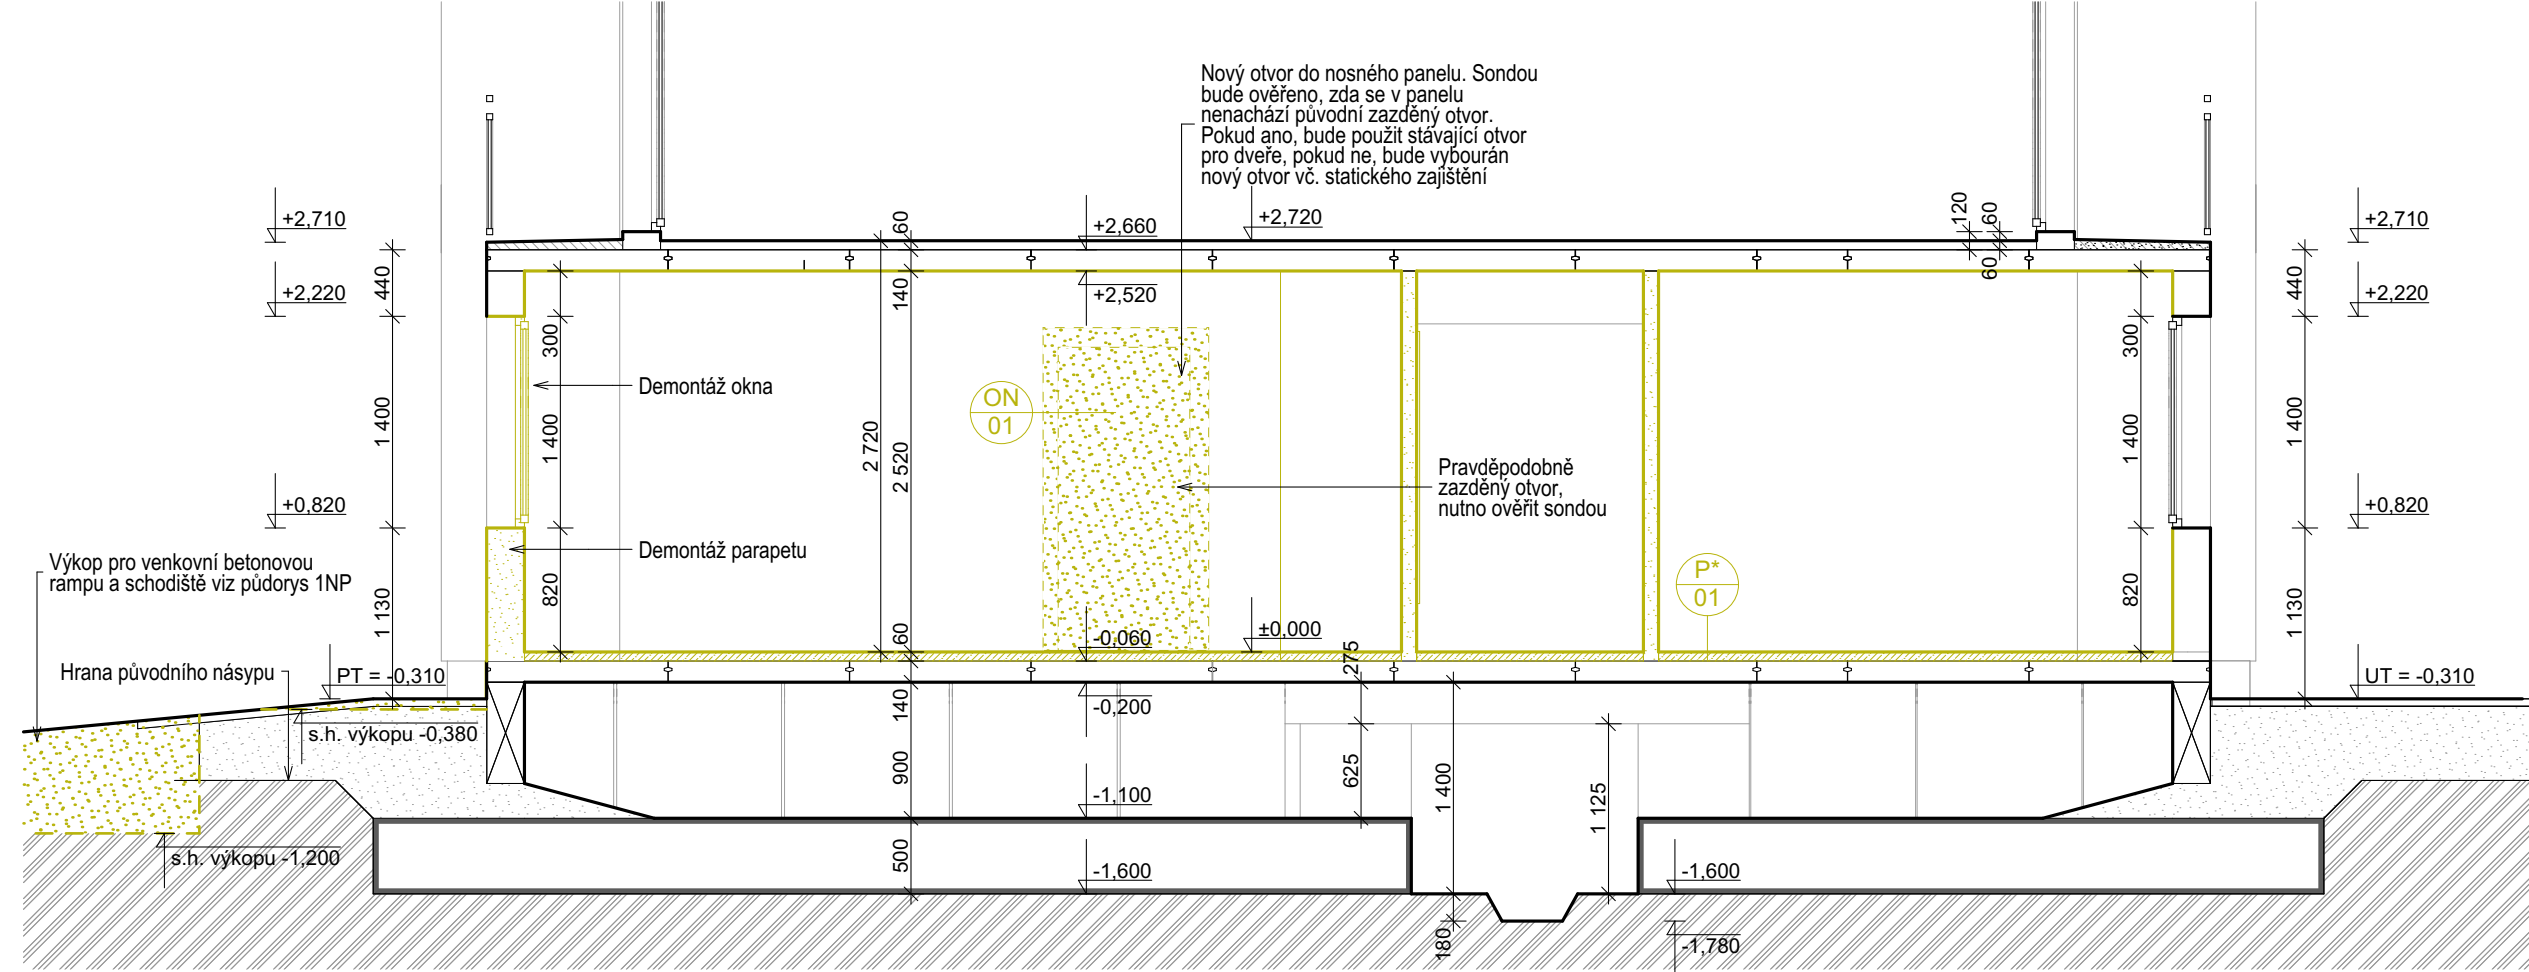 Nový otvor do nosného panelu. Sondou
bude ověřeno, zda se v panelu
nenachází původní zazděný otvor.
Pokud ano, bude použit stávající otvor
pro dveře, pokud ne, bude vybourán
nový otvor vč. statického zajištění
+2,710
60
+2,660
+2,720
120
60
+2,710
440
+2,220
140
+2,520
60
440
+2,220
300
300
Demontáž okna
ON
01
1 400
1 400
2 720
2 520
1 400
1 400
Pravděpodobně
zazděný otvor,
nutno ověřit sondou
+0,820
+0,820
Demontáž parapetu
Výkop pro venkovní betonovou
rampu a schodiště viz půdorys 1NP
P*
01
1 130
820
820
1 130
60
-0,060
±0,000
275
Hrana původního násypu
PT = -0,310
UT = -0,310
140
-0,200
s.h. výkopu -0,380
900
625
1 400
1 125
-1,100
s.h. výkopu -1,200
500
-1,600
-1,600
180
-1,780